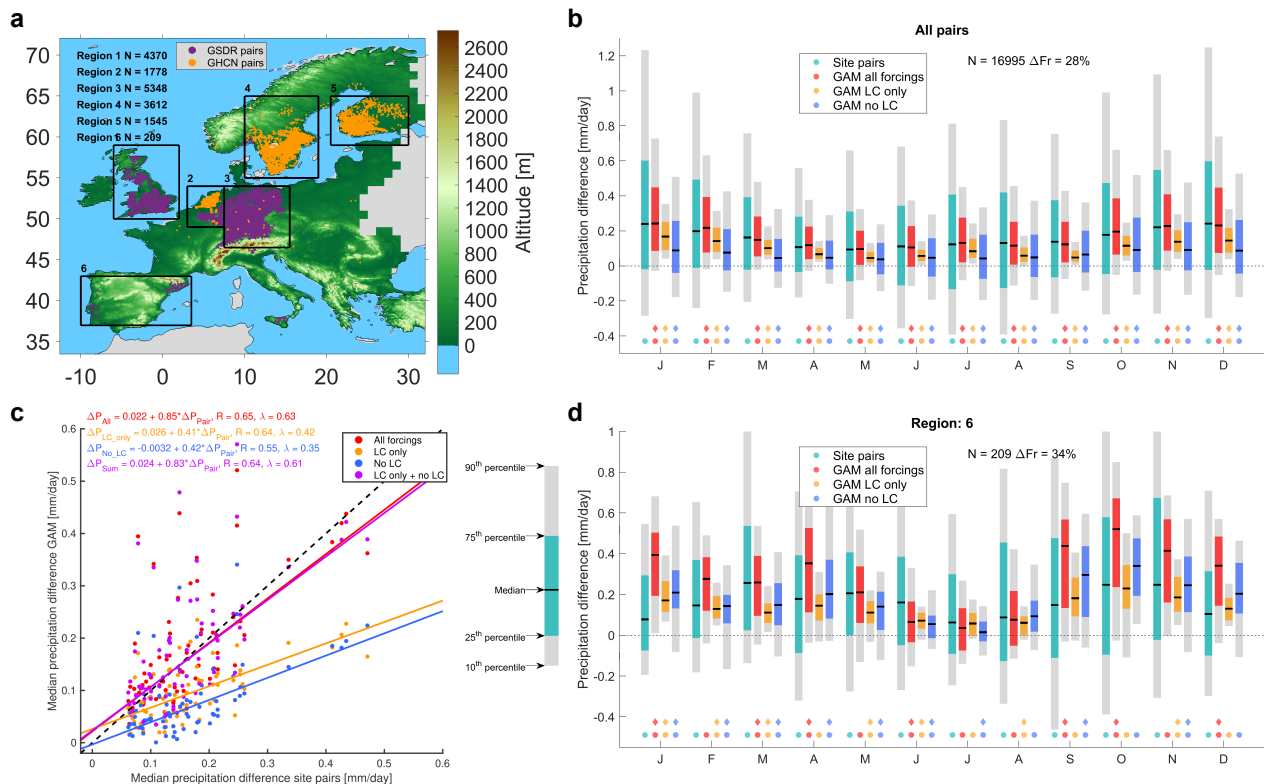 a
Region 1 N = 4370
Region 2 N = 1778
Region 3 N = 5348
Region 4 N = 3612
Region 5 N = 1545
Region 6 N = 209
GSDR pairs
GHCN pairs
1
2
3
4
5
6
70
65
60
55
50
45
40
35
-10
0
10
20
30
2600
2400
2200
2000
1800
1600
1400
1200
1000
800
600
400
200
0
Altitude [m]
b
All pairs
N = 16995 ΔFr = 28%
Site pairs
GAM all forcings
GAM LC only
GAM no LC
Precipitation difference [mm/day]
1.2
1
0.8
0.6
0.4
0.2
0
-0.2
-0.4
J F M A M J J A S O N D
c
ΔP_All = 0.022 + 0.85*ΔP_Pair, R = 0.65, λ = 0.63
ΔP_LC_only = 0.026 + 0.41*ΔP_Pair, R = 0.64, λ = 0.42
ΔP_No_LC = -0.0032 + 0.42*ΔP_Pair, R = 0.55, λ = 0.35
ΔP_Sum = 0.024 + 0.83*ΔP_Pair, R = 0.64, λ = 0.61
All forcings
LC only
No LC
LC only + no LC
Median precipitation difference GAM [mm/day]
0.6
0.5
0.4
0.3
0.2
0.1
0
0 0.1 0.2 0.3 0.4 0.5 0.6
Median precipitation difference site pairs [mm/day]
90th percentile
75th percentile
Median
25th percentile
10th percentile
d
Region: 6
N = 209 ΔFr = 34%
Site pairs
GAM all forcings
GAM LC only
GAM no LC
Precipitation difference [mm/day]
1
0.8
0.6
0.4
0.2
0
-0.2
-0.4
J F M A M J J A S O N D